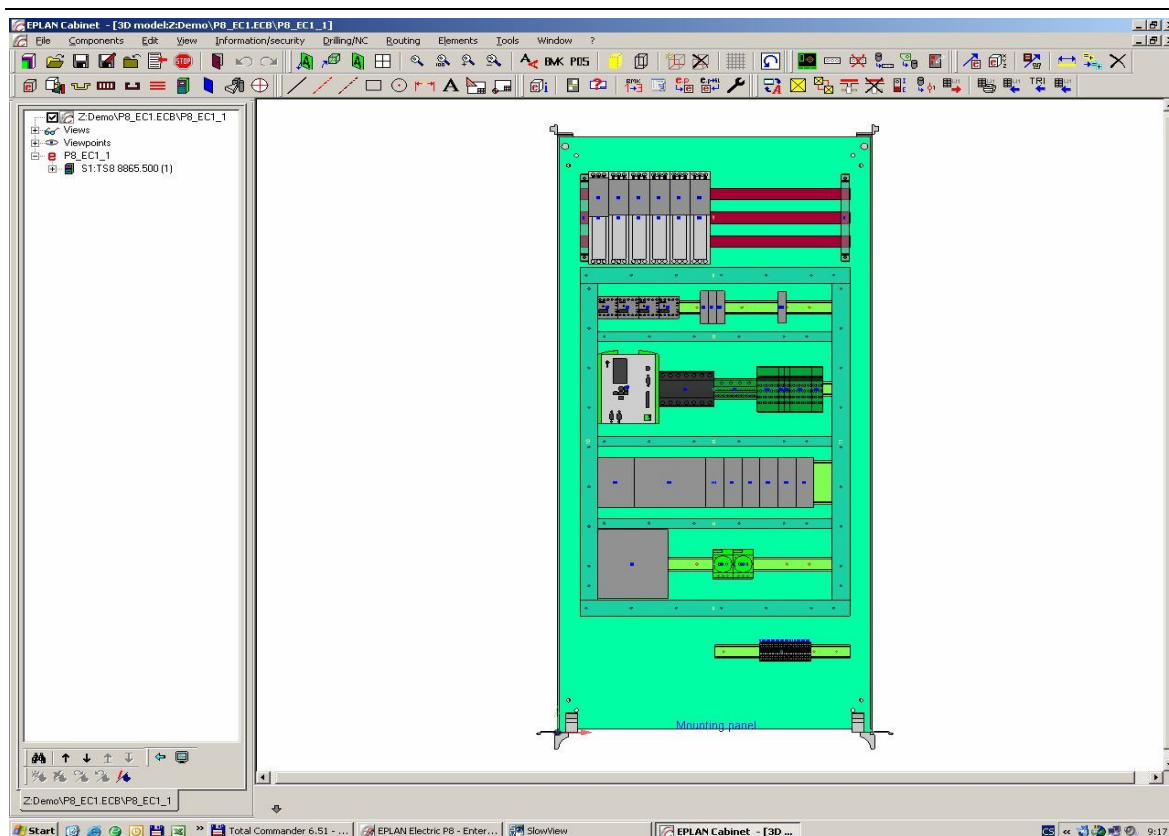 EPLAN Cabinet - [3D model:Z:Demo\P8_EC1.ECB\P8_EC1_1]
File Components Edit View Information/security Drilling/NC Routing Elements Tools Window ?
BMK POS
Z:Demo\P8_EC1.ECB\P8_EC1_1
Views
Viewpoints
P8_EC1_1
S1:TS8 8865.500 (1)
Mounting panel
Z:Demo\P8_EC1.ECB\P8_EC1_1
Start » Total Commander 6.51 - ... EPLAN Electric P8 - Enter... SlowView EPLAN Cabinet - [3D ... CS « 9:17